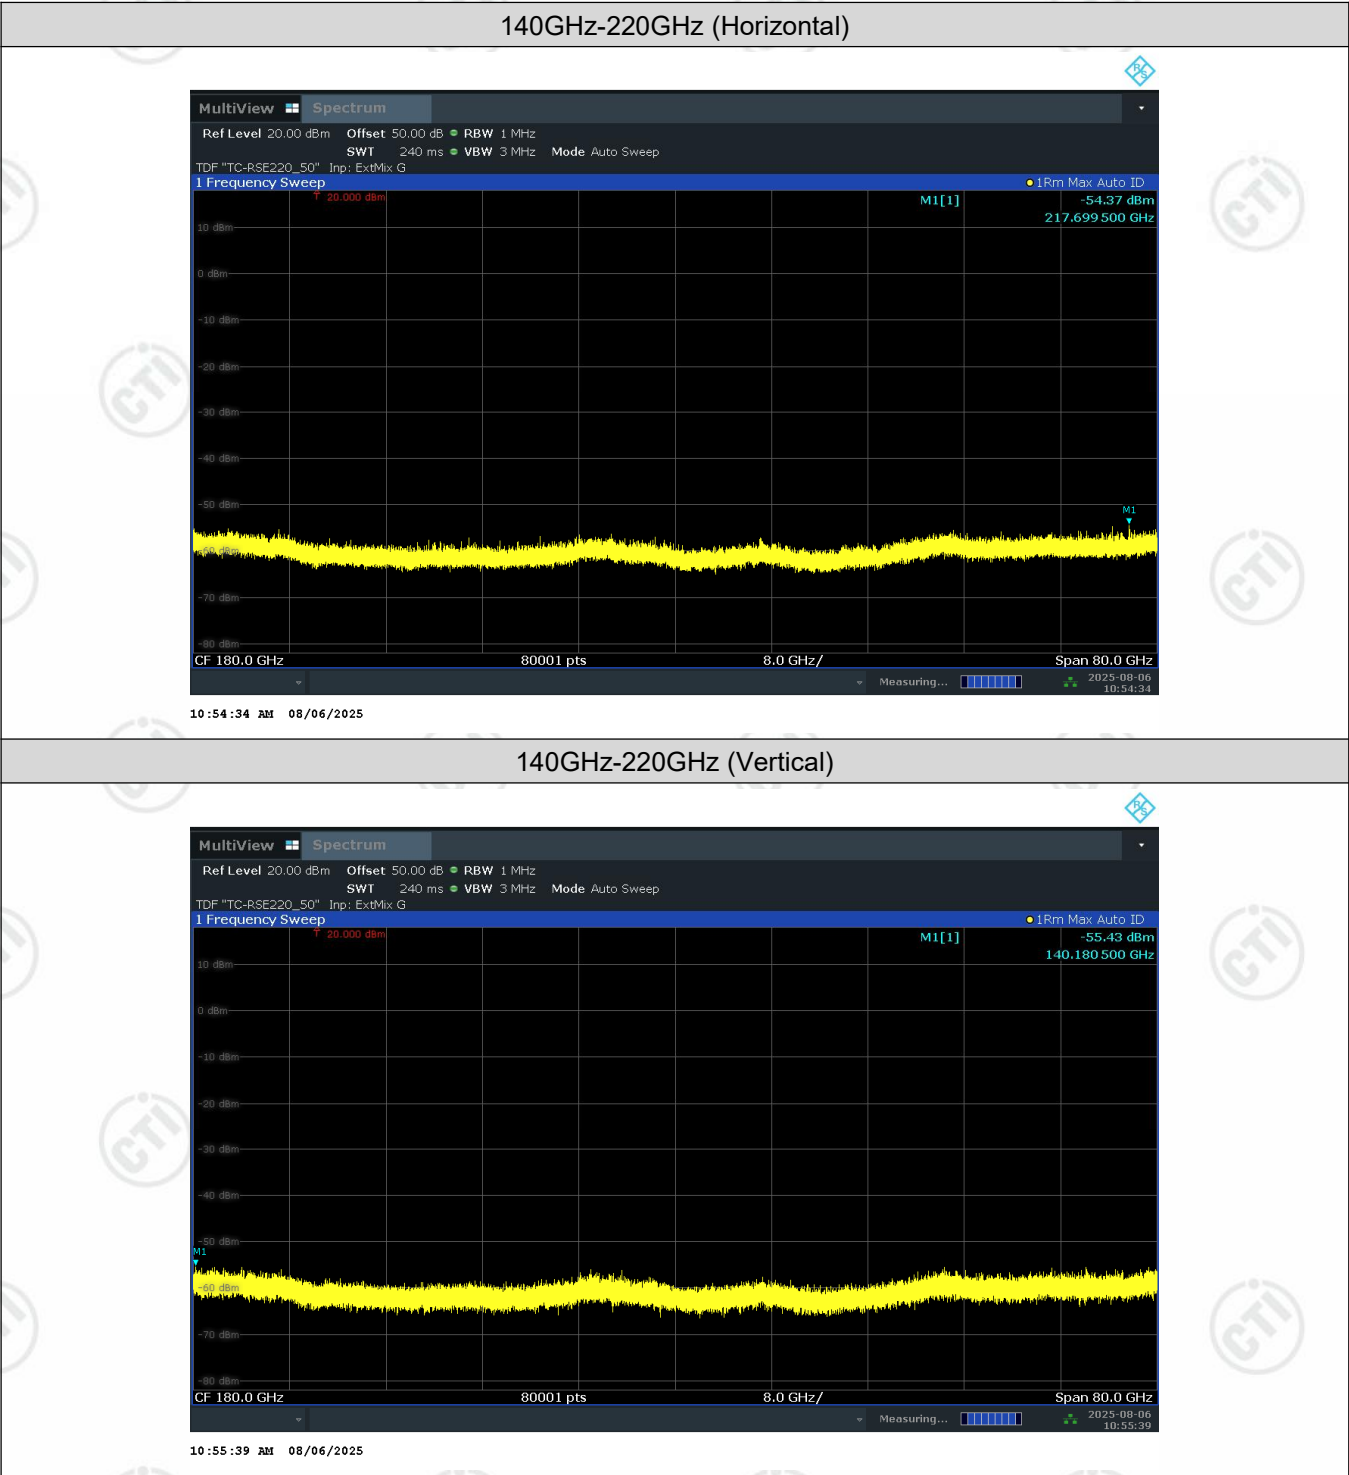 140GHz-220GHz (Horizontal)
R&S
MultiView Spectrum
Ref Level 20.00 dBm Offset 50.00 dB RBW 1 MHz
SWT 240 ms VBW 3 MHz Mode Auto Sweep
TDF "TC-RSE220_50" Inp: ExtMix G
1 Frequency Sweep 1Rm Max Auto ID
20.000 dBm M1[1] -54.37 dBm
217.699 500 GHz
10 dBm
0 dBm
-10 dBm
-20 dBm
-30 dBm
-40 dBm
-50 dBm
M1
-60 dBm
-70 dBm
-80 dBm
CF 180.0 GHz 80001 pts 8.0 GHz/ Span 80.0 GHz
Measuring... 2025-08-06
10:54:34
10:54:34 AM 08/06/2025
140GHz-220GHz (Vertical)
R&S
MultiView Spectrum
Ref Level 20.00 dBm Offset 50.00 dB RBW 1 MHz
SWT 240 ms VBW 3 MHz Mode Auto Sweep
TDF "TC-RSE220_50" Inp: ExtMix G
1 Frequency Sweep 1Rm Max Auto ID
20.000 dBm M1[1] -55.43 dBm
140.180 500 GHz
10 dBm
0 dBm
-10 dBm
-20 dBm
-30 dBm
-40 dBm
-50 dBm
M1
-60 dBm
-70 dBm
-80 dBm
CF 180.0 GHz 80001 pts 8.0 GHz/ Span 80.0 GHz
Measuring... 2025-08-06
10:55:39
10:55:39 AM 08/06/2025
CTI
CTI
CTI
CTI
CTI
CTI